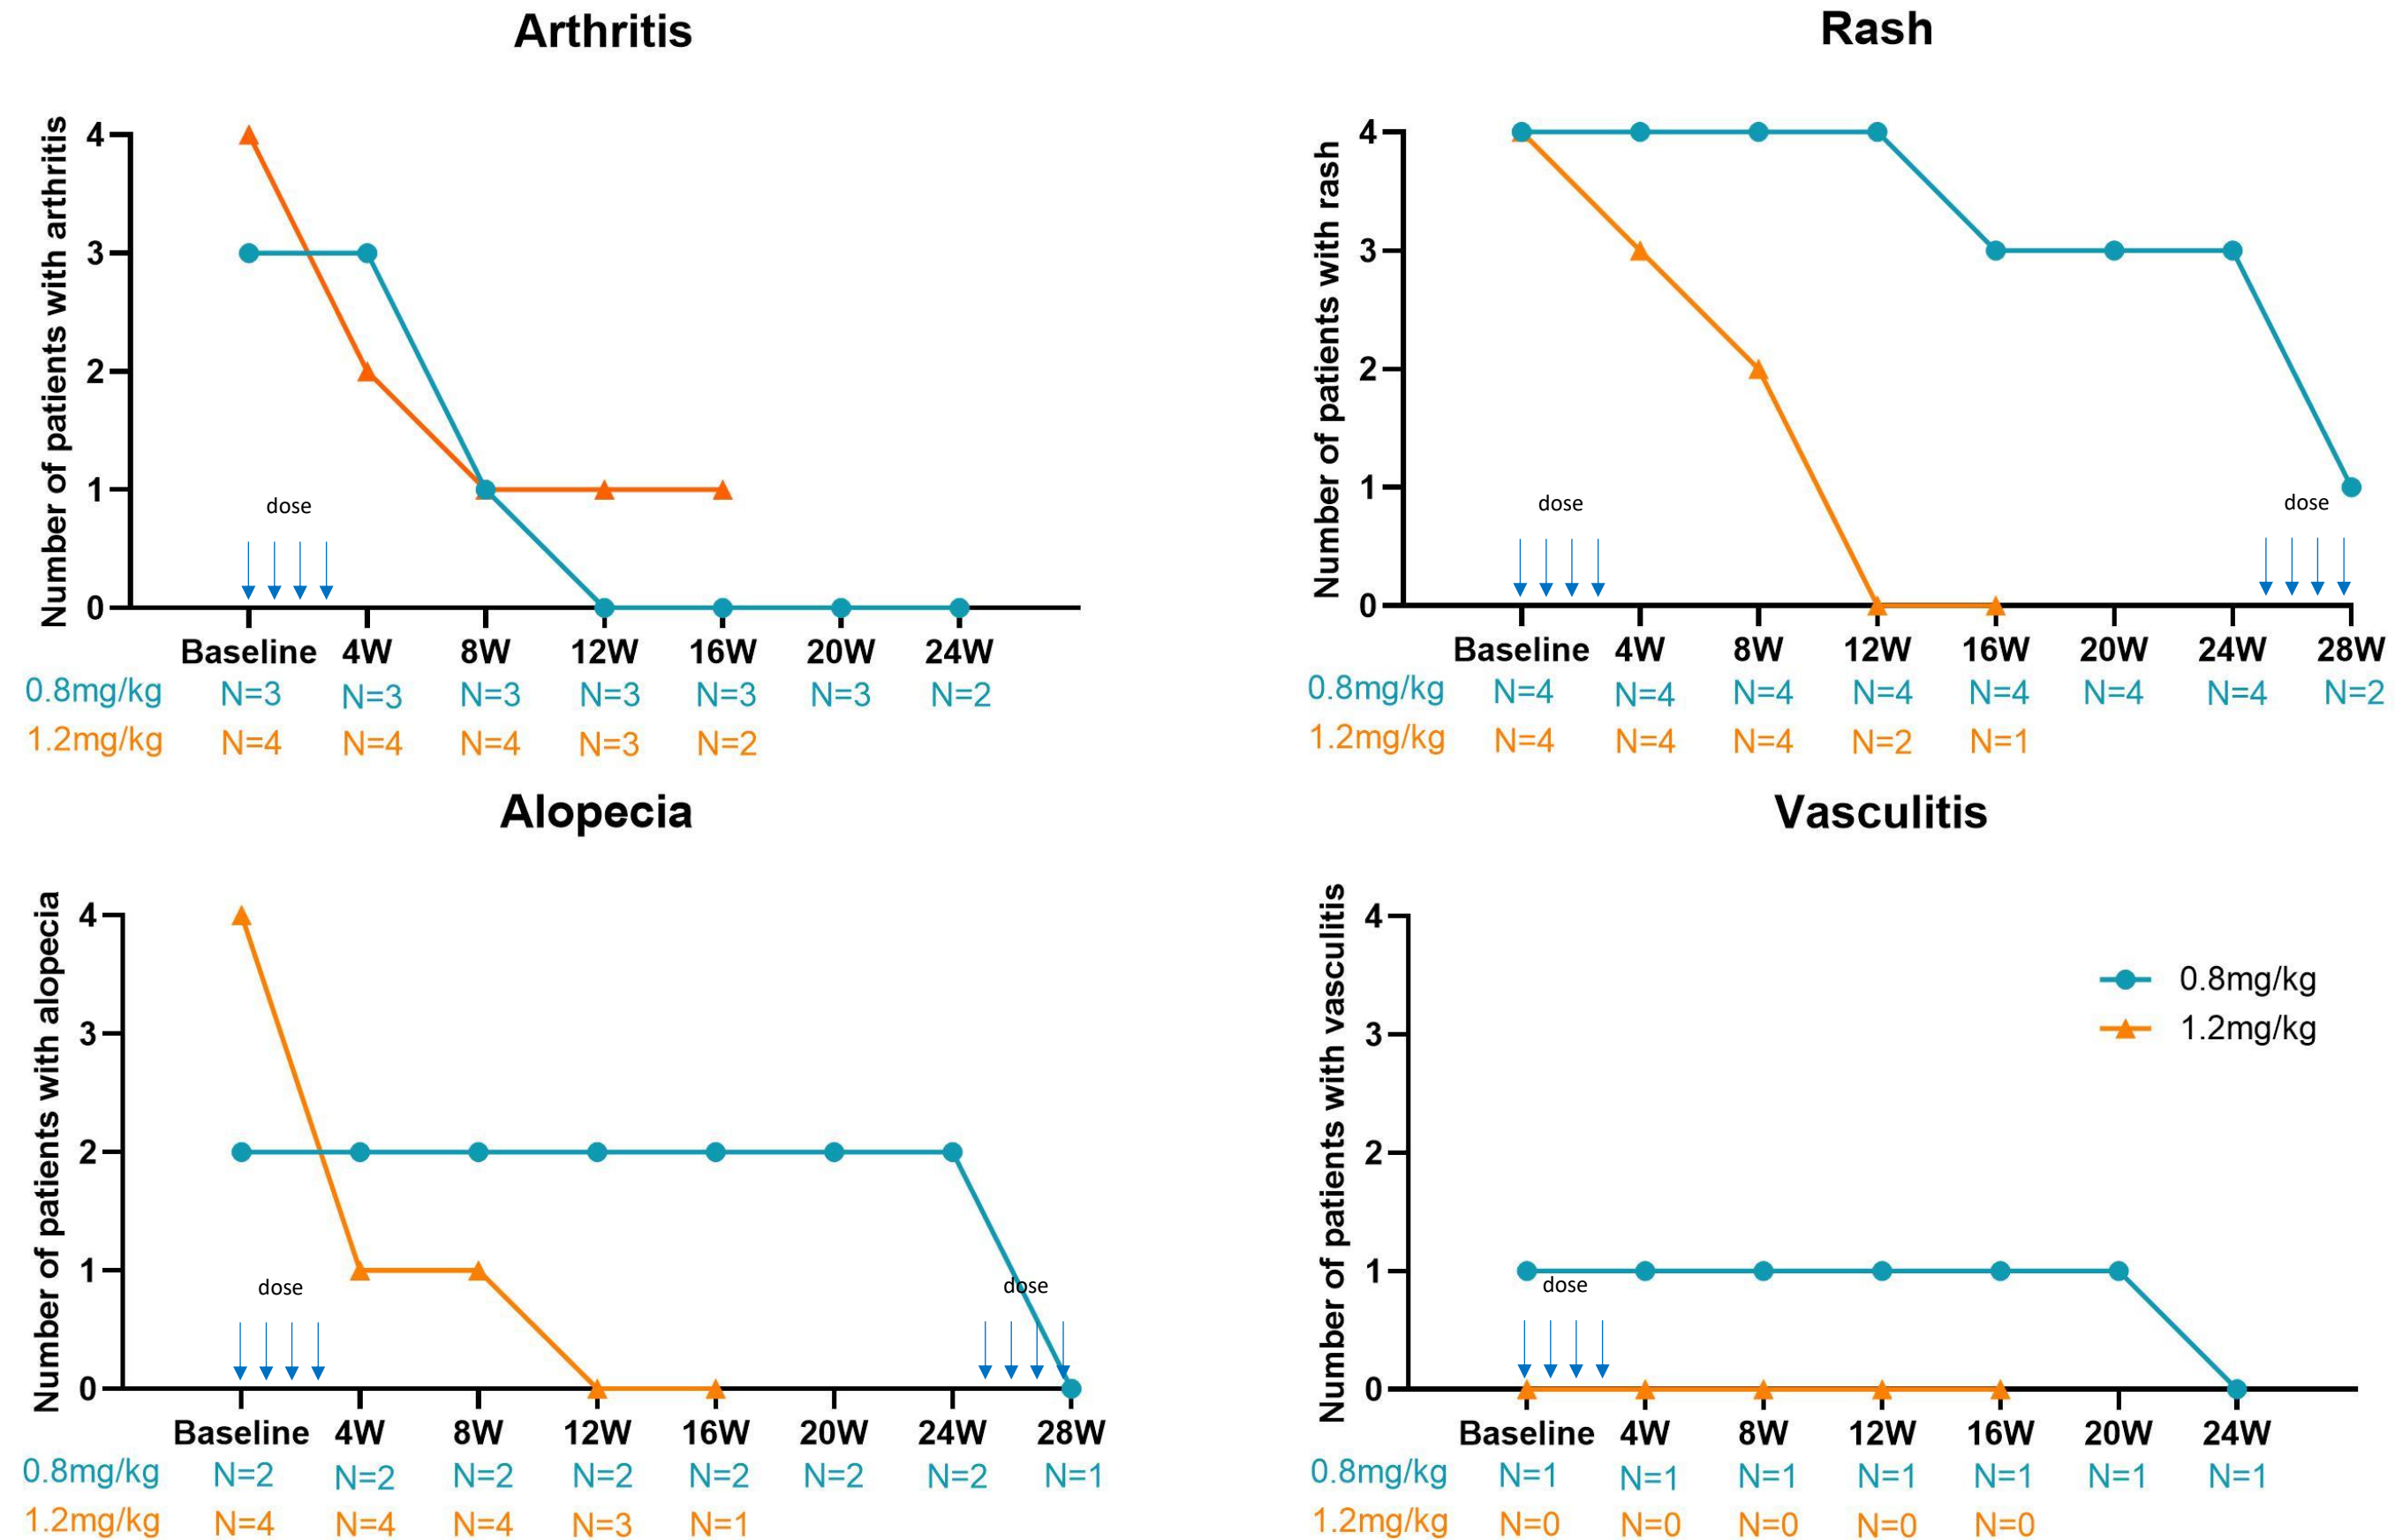 Arthritis
Number of patients with arthritis
4
3
2
1
0
dose
Baseline 4W 8W 12W 16W 20W 24W
0.8mg/kg N=3 N=3 N=3 N=3 N=3 N=3 N=2
1.2mg/kg N=4 N=4 N=4 N=3 N=2
Rash
Number of patients with rash
4
3
2
1
0
dose dose
Baseline 4W 8W 12W 16W 20W 24W 28W
0.8mg/kg N=4 N=4 N=4 N=4 N=4 N=4 N=4 N=2
1.2mg/kg N=4 N=4 N=4 N=2 N=1
Alopecia
Number of patients with alopecia
4
3
2
1
0
dose dose
Baseline 4W 8W 12W 16W 20W 24W 28W
0.8mg/kg N=2 N=2 N=2 N=2 N=2 N=2 N=2 N=1
1.2mg/kg N=4 N=4 N=4 N=3 N=1
Vasculitis
Number of patients with vasculitis
4
3
2
1
0
0.8mg/kg
1.2mg/kg
dose
Baseline 4W 8W 12W 16W 20W 24W
0.8mg/kg N=1 N=1 N=1 N=1 N=1 N=1 N=1
1.2mg/kg N=0 N=0 N=0 N=0 N=0